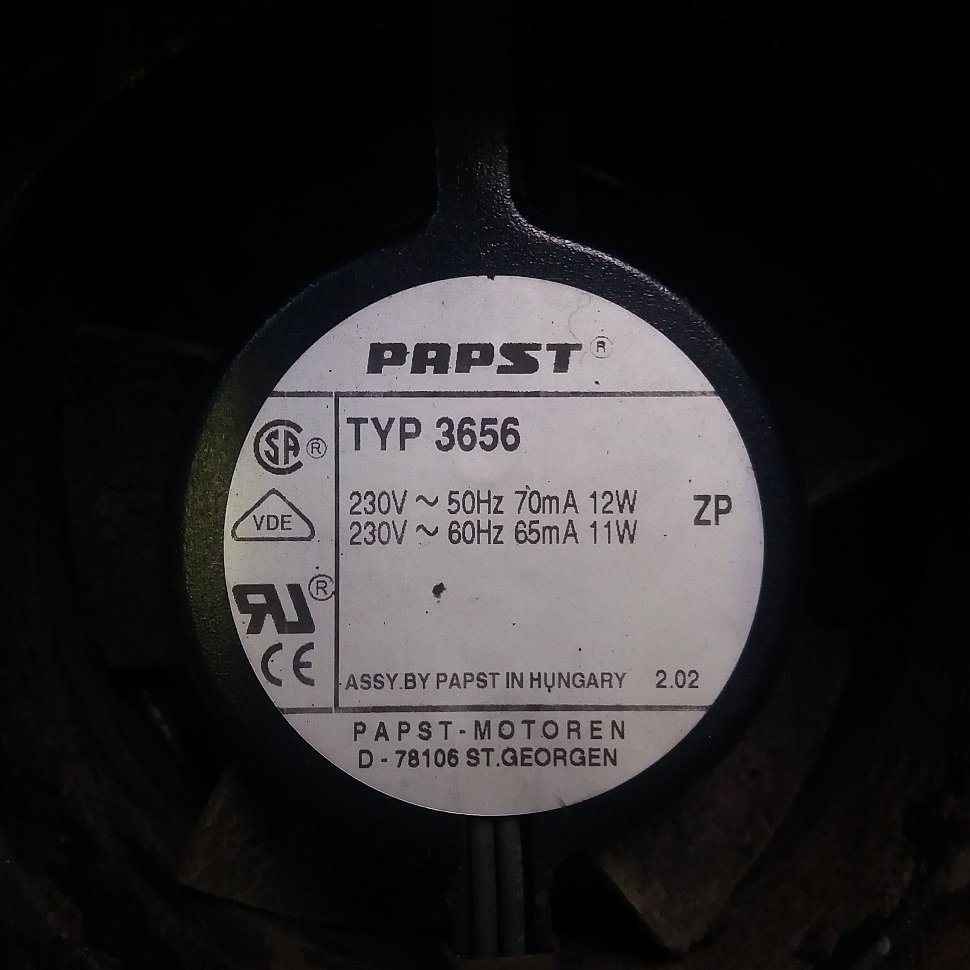 PAPST ®
SA ®
TYP 3656
230V ~ 50Hz 70mA 12W
230V ~ 60Hz 65mA 11W
ZP
VDE
RU ®
CE
ASSY.BY PAPST IN HUNGARY 2.02
PAPST-MOTOREN
D - 78106 ST.GEORGEN